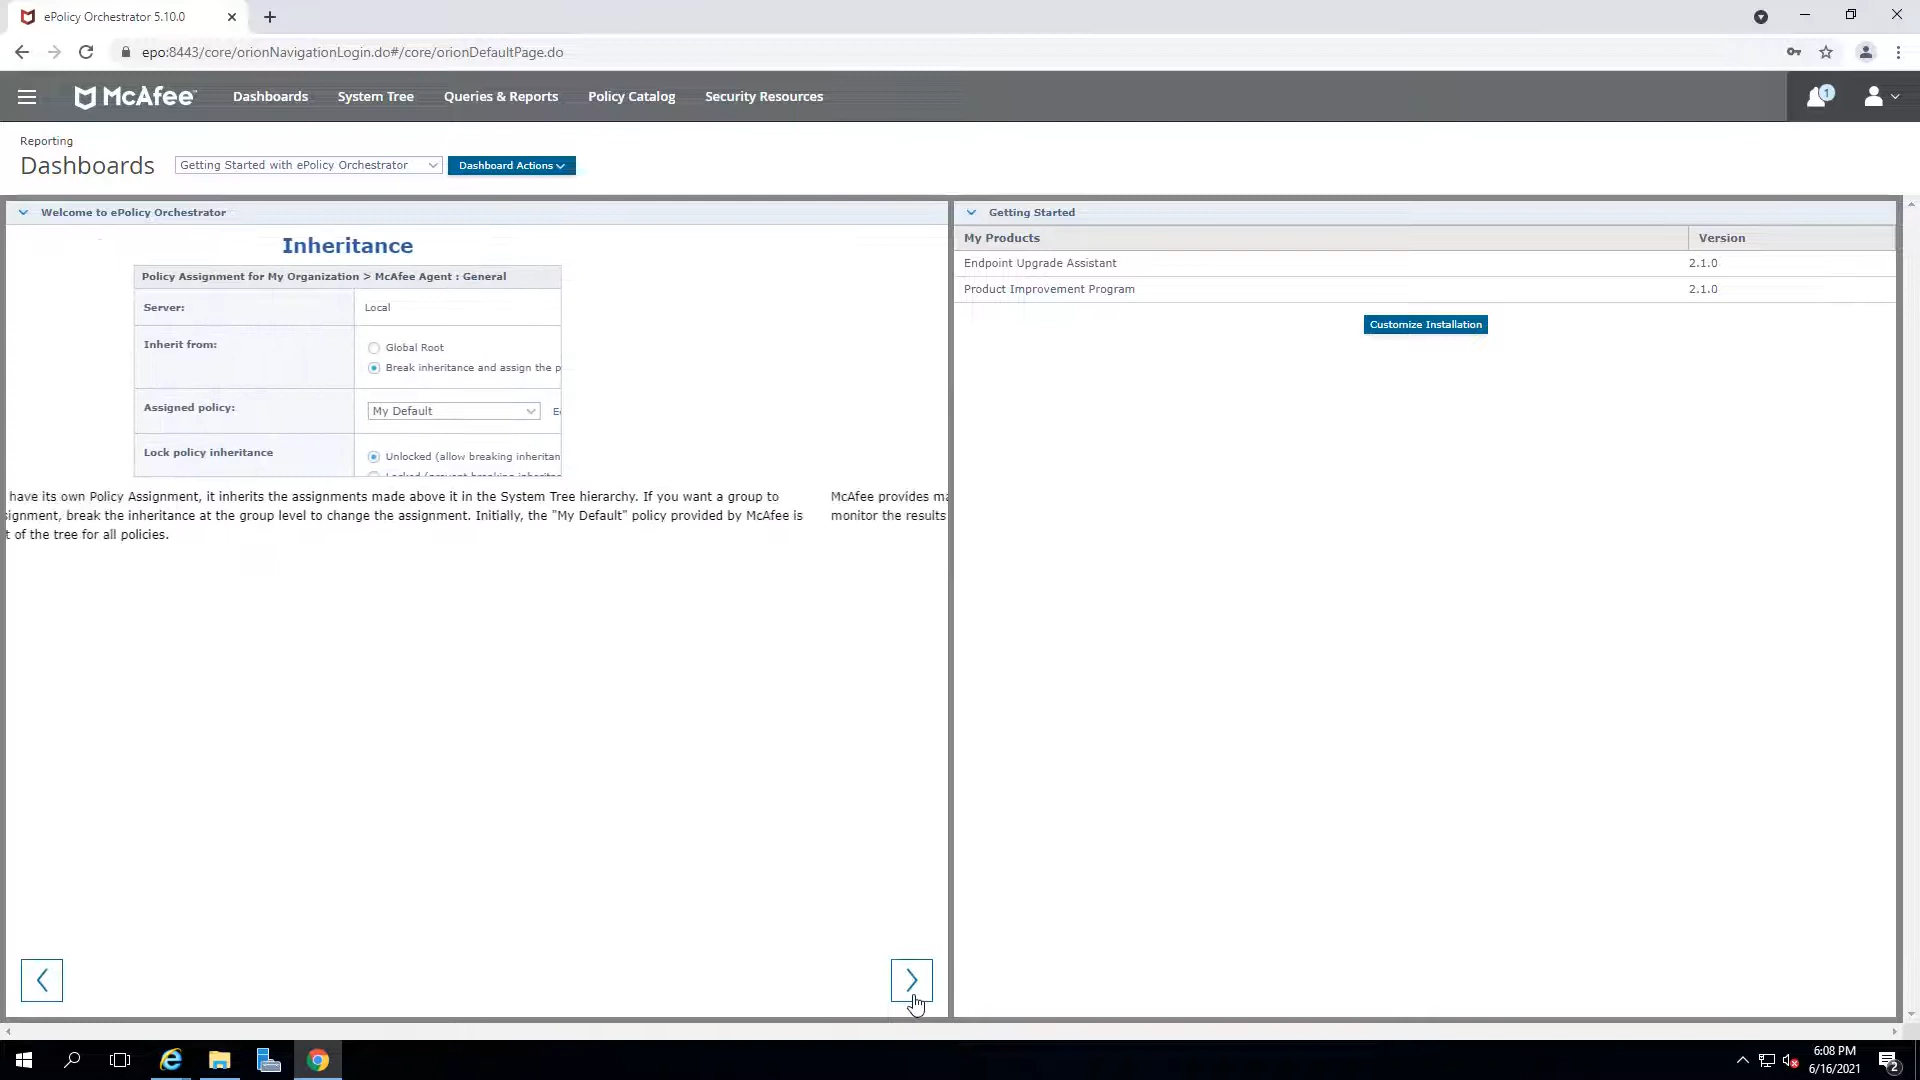 ePolicy Orchestrator 5.10.0
epo:8443/core/orionNavigationLogin.do#/core/orionDefaultPage.do
McAfee
Dashboards
System Tree
Queries & Reports
Policy Catalog
Security Resources
1
Reporting
Dashboards
Getting Started with ePolicy Orchestrator
Dashboard Actions
Welcome to ePolicy Orchestrator
Inheritance
Policy Assignment for My Organization > McAfee Agent : General
Server:
Local
Inherit from:
Global Root
Break inheritance and assign the p
Assigned policy:
My Default
Lock policy inheritance
Unlocked (allow breaking inheritan
have its own Policy Assignment, it inherits the assignments made above it in the System Tree hierarchy. If you want a group to
signment, break the inheritance at the group level to change the assignment. Initially, the "My Default" policy provided by McAfee is
t of the tree for all policies.
McAfee provides ma
monitor the results
Getting Started
My Products
Version
Endpoint Upgrade Assistant
2.1.0
Product Improvement Program
2.1.0
Customize Installation
6:08 PM
6/16/2021
2